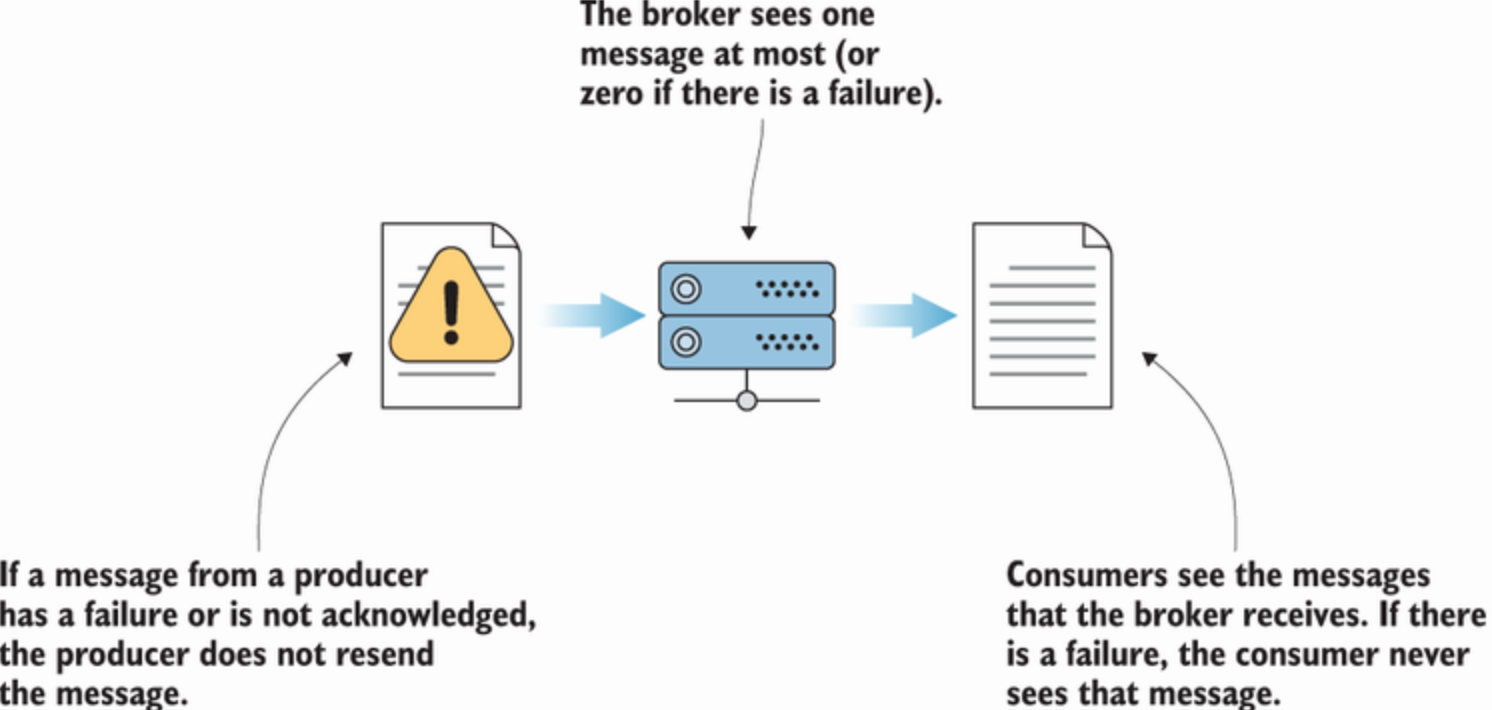 The broker sees one
message at most (or
zero if there is a failure).
If a message from a producer
has a failure or is not acknowledged,
the producer does not resend
the message.
Consumers see the messages
that the broker receives. If there
is a failure, the consumer never
sees that message.